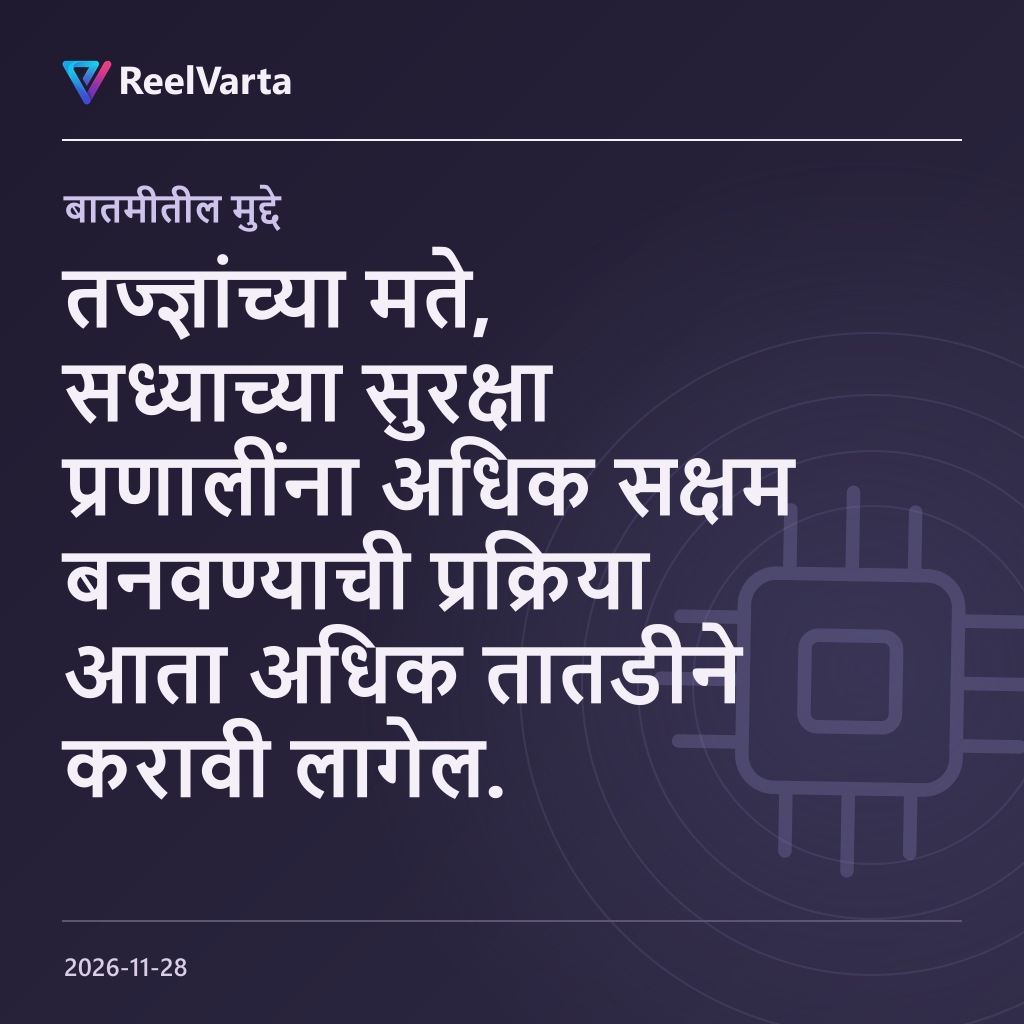 ReelVarta
बातमीतील मुद्दे
तज्ज्ञांच्या मते,
सध्याच्या सुरक्षा
प्रणालींना अधिक सक्षम
बनवण्याची प्रक्रिया
आता अधिक तातडीने
करावी लागेल.
2026-11-28